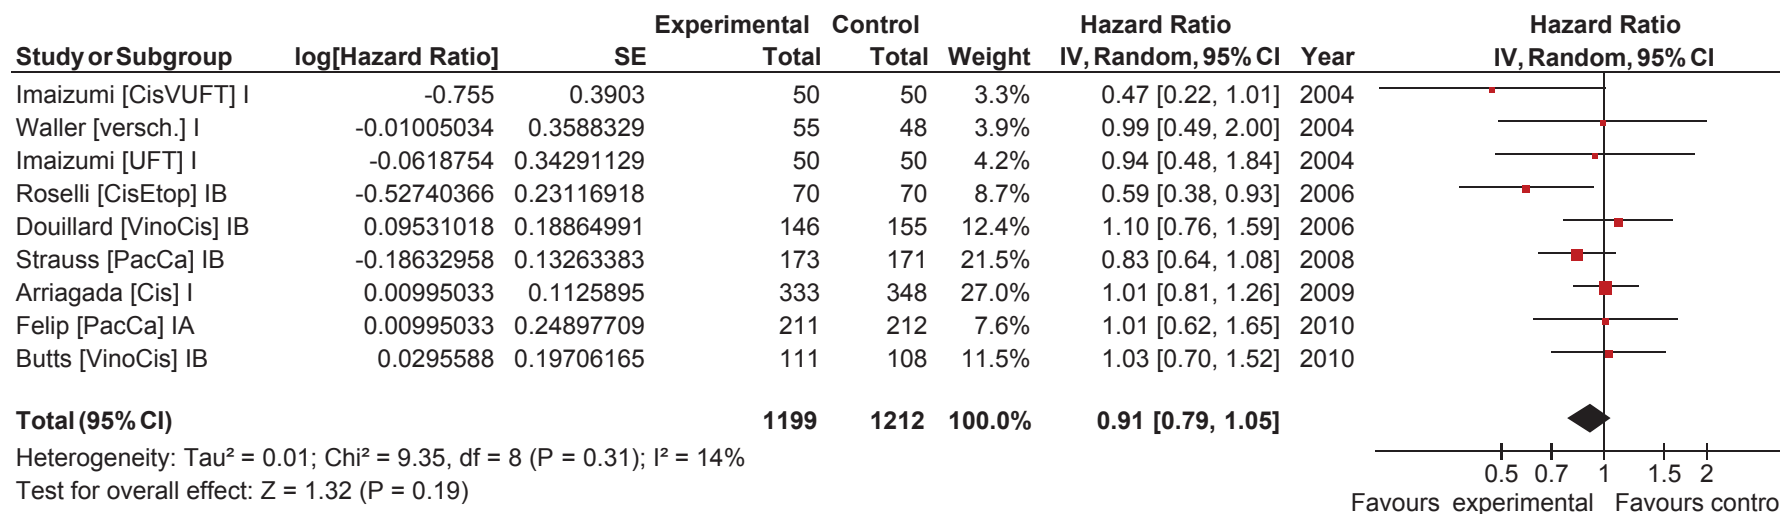 Experimental Control Hazard Ratio Hazard Ratio
Study or Subgroup log[Hazard Ratio] SE Total Total Weight IV, Random, 95% CI Year IV, Random, 95% CI
Imaizumi [CisVUFT] I -0.755 0.3903 50 50 3.3% 0.47 [0.22, 1.01] 2004
Waller [versch.] I -0.01005034 0.3588329 55 48 3.9% 0.99 [0.49, 2.00] 2004
Imaizumi [UFT] I -0.0618754 0.34291129 50 50 4.2% 0.94 [0.48, 1.84] 2004
Roselli [CisEtop] IB -0.52740366 0.23116918 70 70 8.7% 0.59 [0.38, 0.93] 2006
Douillard [VinoCis] IB 0.09531018 0.18864991 146 155 12.4% 1.10 [0.76, 1.59] 2006
Strauss [PacCa] IB -0.18632958 0.13263383 173 171 21.5% 0.83 [0.64, 1.08] 2008
Arriagada [Cis] I 0.00995033 0.1125895 333 348 27.0% 1.01 [0.81, 1.26] 2009
Felip [PacCa] IA 0.00995033 0.24897709 211 212 7.6% 1.01 [0.62, 1.65] 2010
Butts [VinoCis] IB 0.0295588 0.19706165 111 108 11.5% 1.03 [0.70, 1.52] 2010
Total (95% CI) 1199 1212 100.0% 0.91 [0.79, 1.05]
Heterogeneity: Tau² = 0.01; Chi² = 9.35, df = 8 (P = 0.31); I² = 14%
Test for overall effect: Z = 1.32 (P = 0.19)
0.5 0.7 1 1.5 2
Favours experimental Favours contro